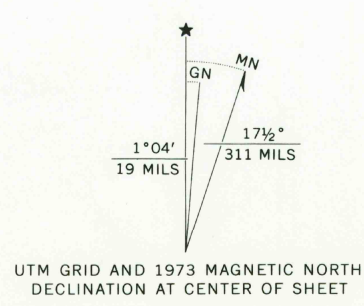 ★
MN
GN
1°04'
19 MILS
17½°
311 MILS
UTM GRID AND 1973 MAGNETIC NORTH
DECLINATION AT CENTER OF SHEET